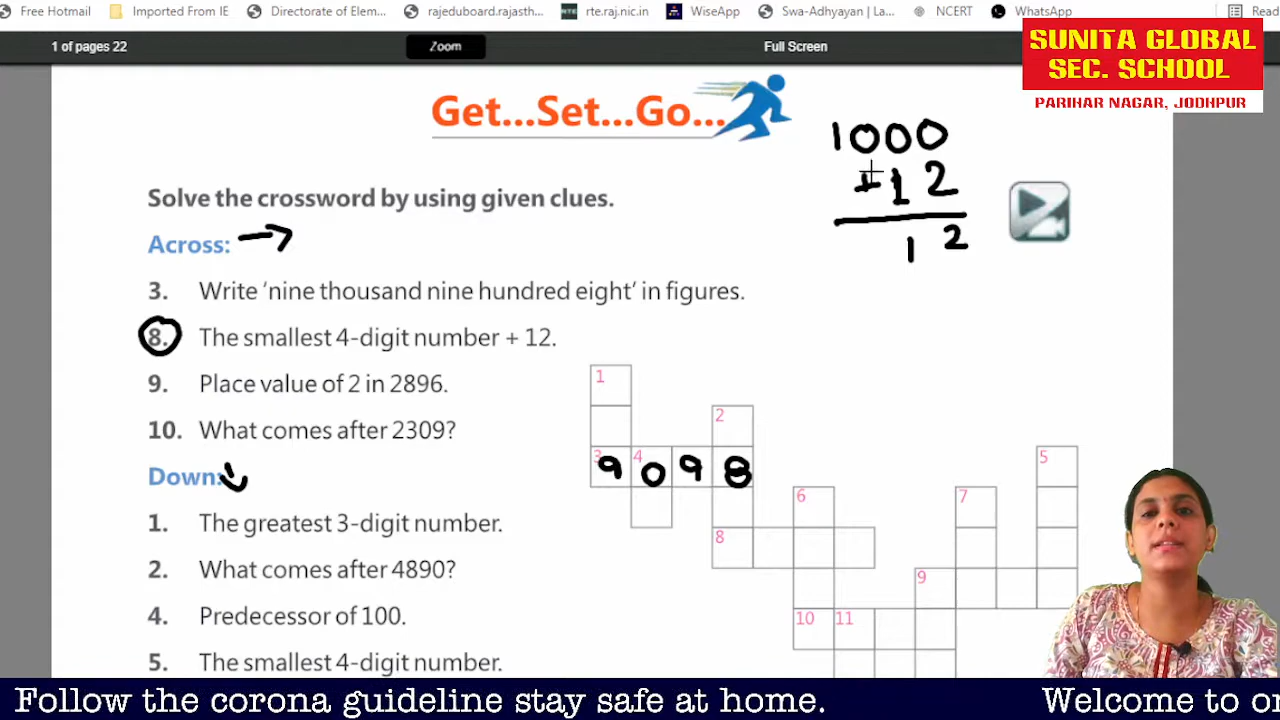 Free Hotmail Imported From IE Directorate of Elem... rajeduboard.rajasth... rte.raj.nic.in WiseApp Swa-Adhyayan | La... NCERT WhatsApp Read
1 of pages 22 Zoom Full Screen
SUNITA GLOBAL
SEC. SCHOOL
PARIHAR NAGAR, JODHPUR
Get...Set...Go...
1000
+12
12
Solve the crossword by using given clues.
Across:
3. Write ‘nine thousand nine hundred eight’ in figures.
8. The smallest 4-digit number + 12.
9. Place value of 2 in 2896.
10. What comes after 2309?
Down:
1. The greatest 3-digit number.
2. What comes after 4890?
4. Predecessor of 100.
5. The smallest 4-digit number.
1
2
3 4 5
9098
6 7
8
9
10 11
Follow the corona guideline stay safe at home. Welcome to